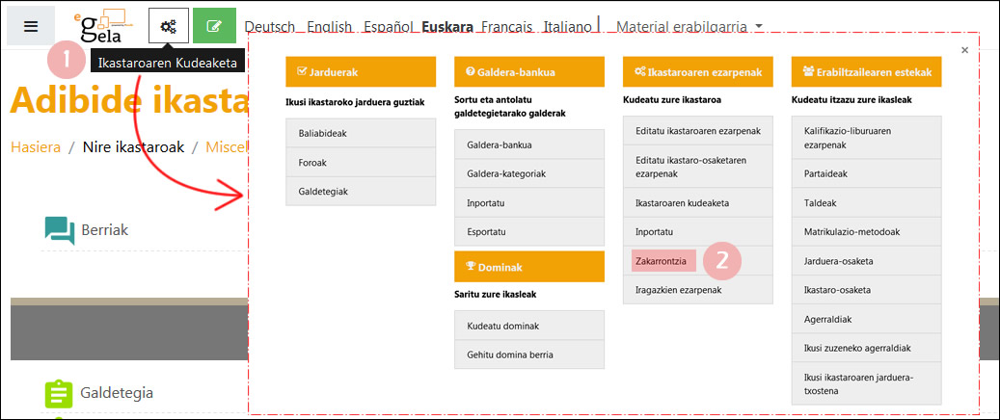 eGela
Deutsch English Español Euskara Français Italiano
Material erabilgarria
1
Ikastaroaren Kudeaketa
Adibide ikasta
Hasiera / Nire ikastaroak / Miscel
Berriak
Galdetegia
×
Jarduerak
Ikusi ikastaroko jarduera guztiak
Baliabideak
Foroak
Galdetegiak
Galdera-bankua
Sortu eta antolatu
galdetegietarako galderak
Galdera-bankua
Galdera-kategoriak
Inportatu
Esportatu
Dominak
Saritu zure ikasleak
Kudeatu dominak
Gehitu domina berria
Ikastaroaren ezarpenak
Kudeatu zure ikastaroa
Editatu ikastaroaren ezarpenak
Editatu ikastaro-osaketaren
ezarpenak
Ikastaroaren kudeaketa
Inportatu
Zakarrontzia
2
Iragazkien ezarpenak
Erabiltzailearen estekak
Kudeatu itzazu zure ikasleak
Kalifikazio-liburuaren
ezarpenak
Partaideak
Taldeak
Matrikulazio-metodoak
Jarduera-osaketa
Ikastaro-osaketa
Agerraldiak
Ikusi zuzeneko agerraldiak
Ikusi ikastaroaren jarduera-
txostena